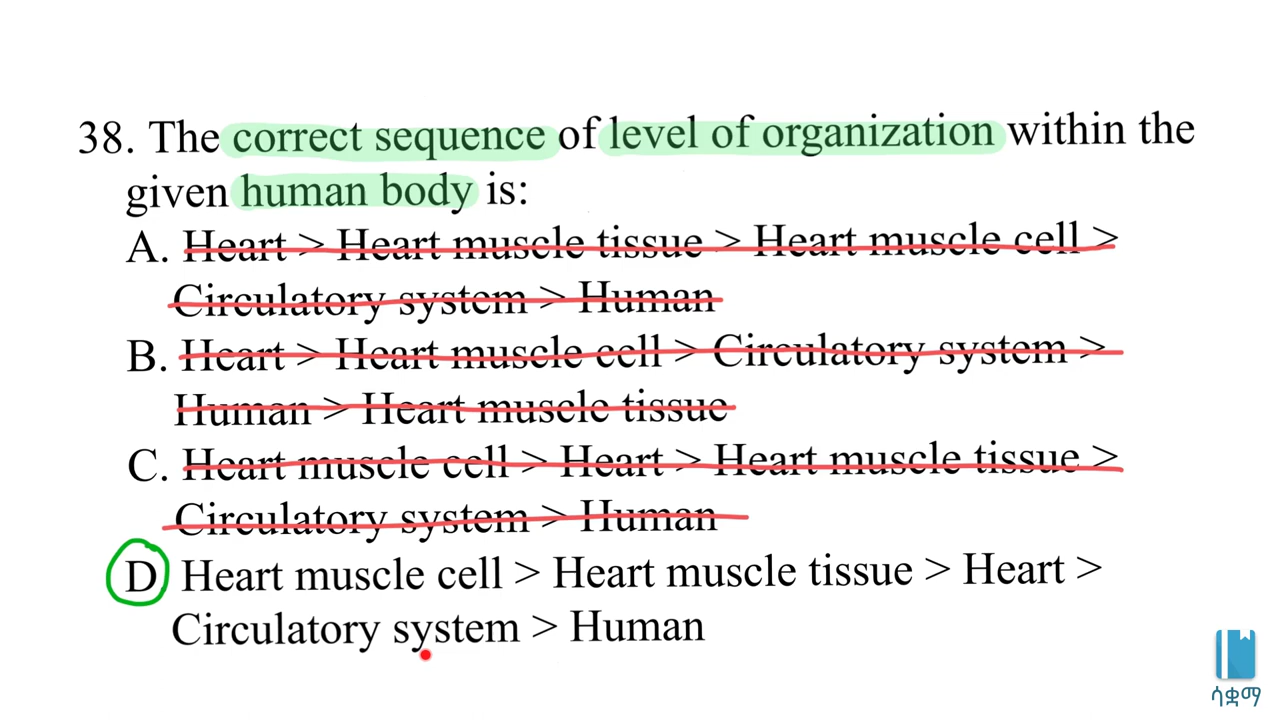 38. The correct sequence of level of organization within the
given human body is:
A. Heart > Heart muscle tissue > Heart muscle cell >
Circulatory system > Human
B. Heart > Heart muscle cell > Circulatory system >
Human > Heart muscle tissue
C. Heart muscle cell > Heart > Heart muscle tissue >
Circulatory system > Human
D Heart muscle cell > Heart muscle tissue > Heart >
Circulatory system > Human
ሳቋማ